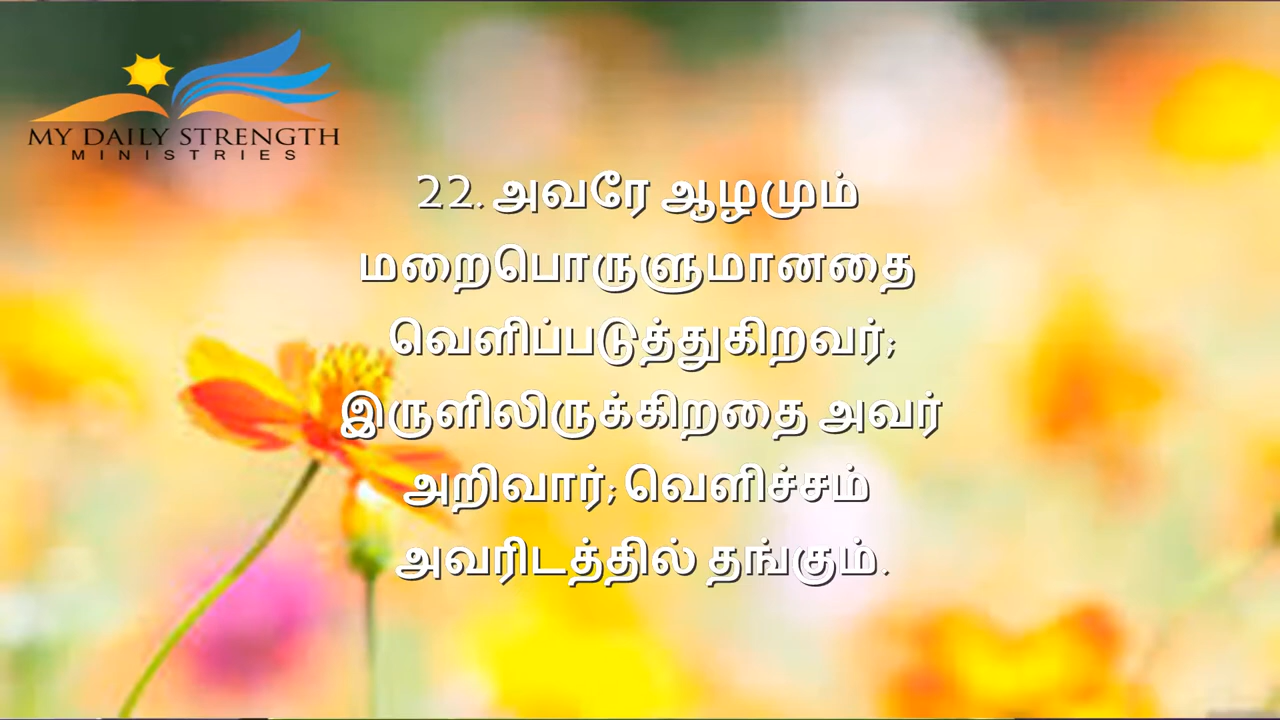 MY DAILY STRENGTH
MINISTRIES
22. அவரே ஆழமும்
மறைபொருளுமானதை
வெளிப்படுத்துகிறவர்;
இருளிலிருக்கிறதை அவர்
அறிவார்; வெளிச்சம்
அவரிடத்தில் தங்கும்.